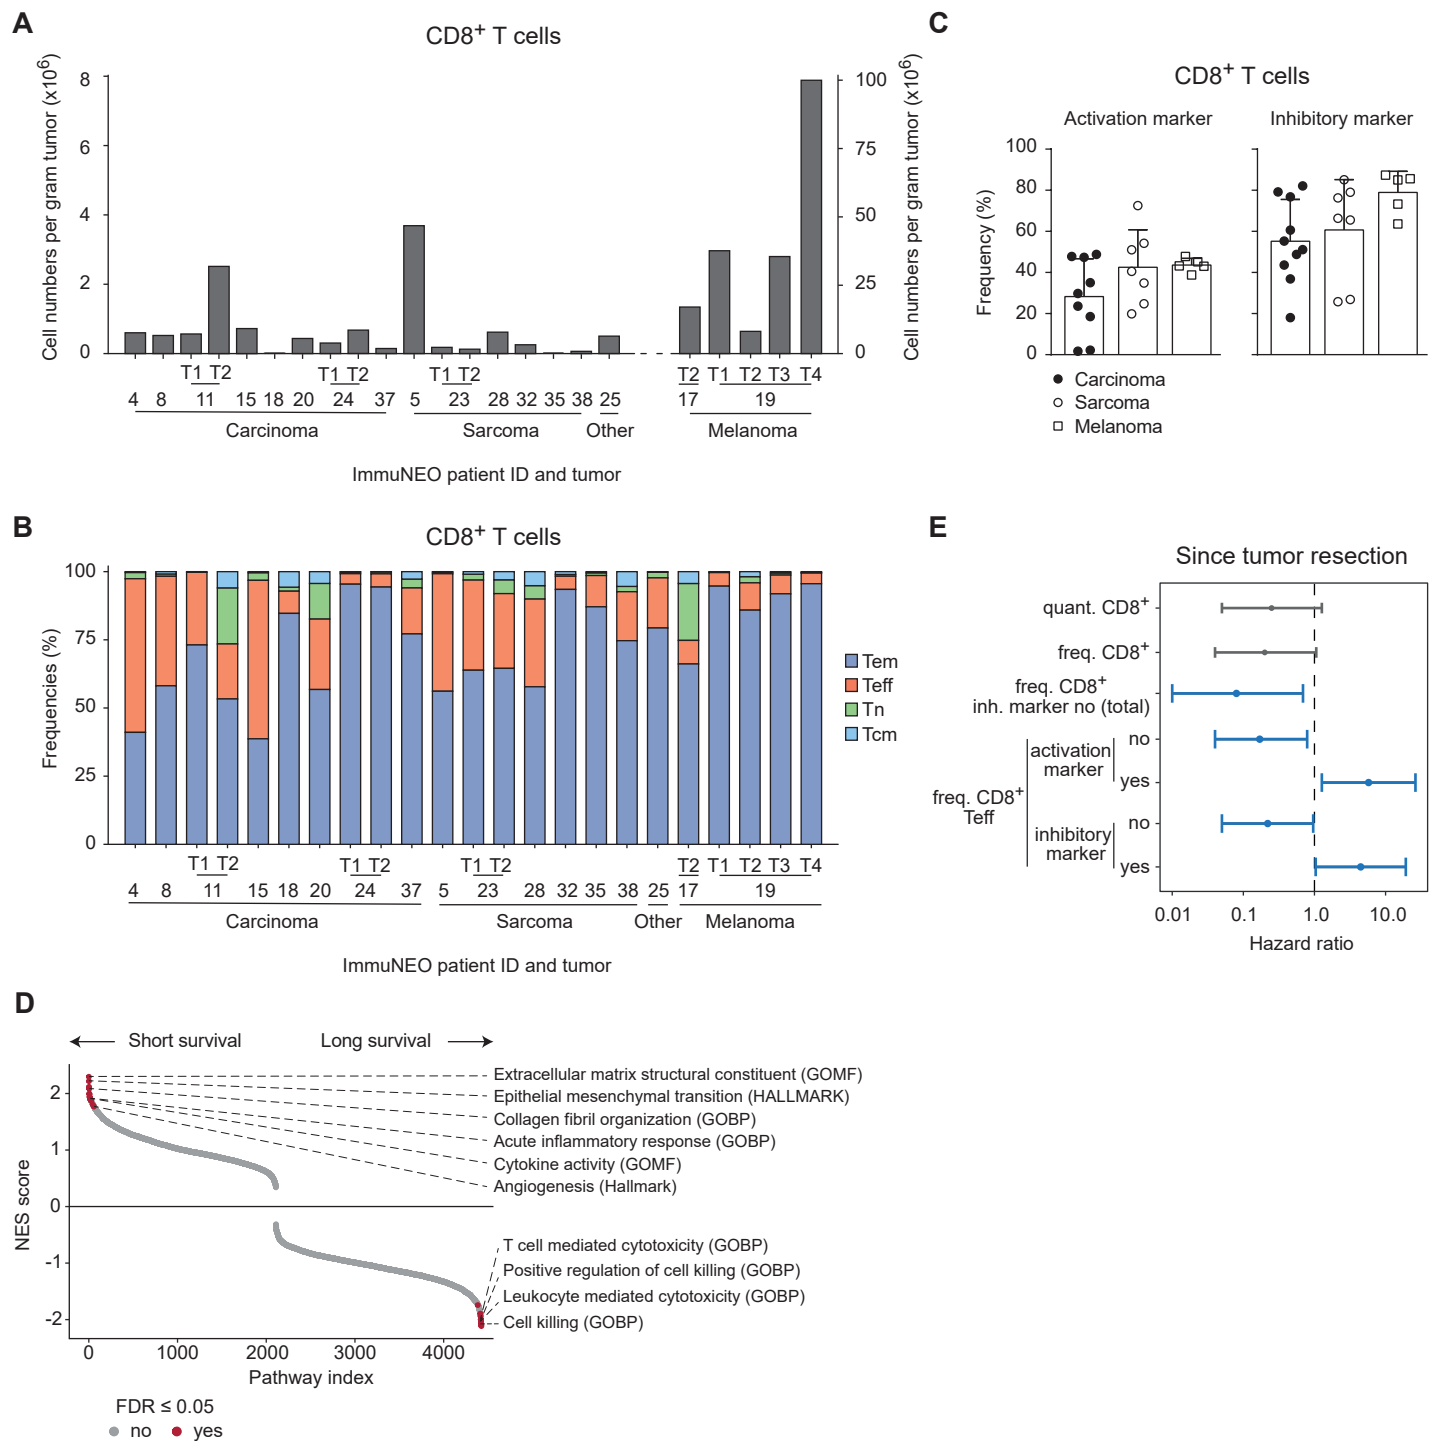 A
CD8+ T cells
Cell numbers per gram tumor (x10^6)
8
6
4
2
0
100
75
50
25
0
Cell numbers per gram tumor (x10^6)
T1 T2 T1 T2 T1 T2 T2 T1 T2 T3 T4
4 8 11 15 18 20 24 37 5 23 28 32 35 38 25 17 19
Carcinoma Sarcoma Other Melanoma
ImmuNEO patient ID and tumor
C
CD8+ T cells
Activation marker Inhibitory marker
Frequency (%)
100
80
60
40
20
0
Carcinoma
Sarcoma
Melanoma
B
CD8+ T cells
Frequencies (%)
100
75
50
25
0
Tem
Teff
Tn
Tcm
T1 T2 T1 T2 T1 T2 T2 T1 T2 T3 T4
4 8 11 15 18 20 24 37 5 23 28 32 35 38 25 17 19
Carcinoma Sarcoma Other Melanoma
ImmuNEO patient ID and tumor
E
Since tumor resection
quant. CD8+
freq. CD8+
freq. CD8+
inh. marker no (total)
freq. CD8+
Teff
activation
marker
no
yes
inhibitory
marker
no
yes
0.01 0.1 1.0 10.0
Hazard ratio
D
Short survival Long survival
NES score
2
1
0
-1
-2
Extracellular matrix structural constituent (GOMF)
Epithelial mesenchymal transition (HALLMARK)
Collagen fibril organization (GOBP)
Acute inflammatory response (GOBP)
Cytokine activity (GOMF)
Angiogenesis (Hallmark)
T cell mediated cytotoxicity (GOBP)
Positive regulation of cell killing (GOBP)
Leukocyte mediated cytotoxicity (GOBP)
Cell killing (GOBP)
0 1000 2000 3000 4000
Pathway index
FDR ≤ 0.05
no yes